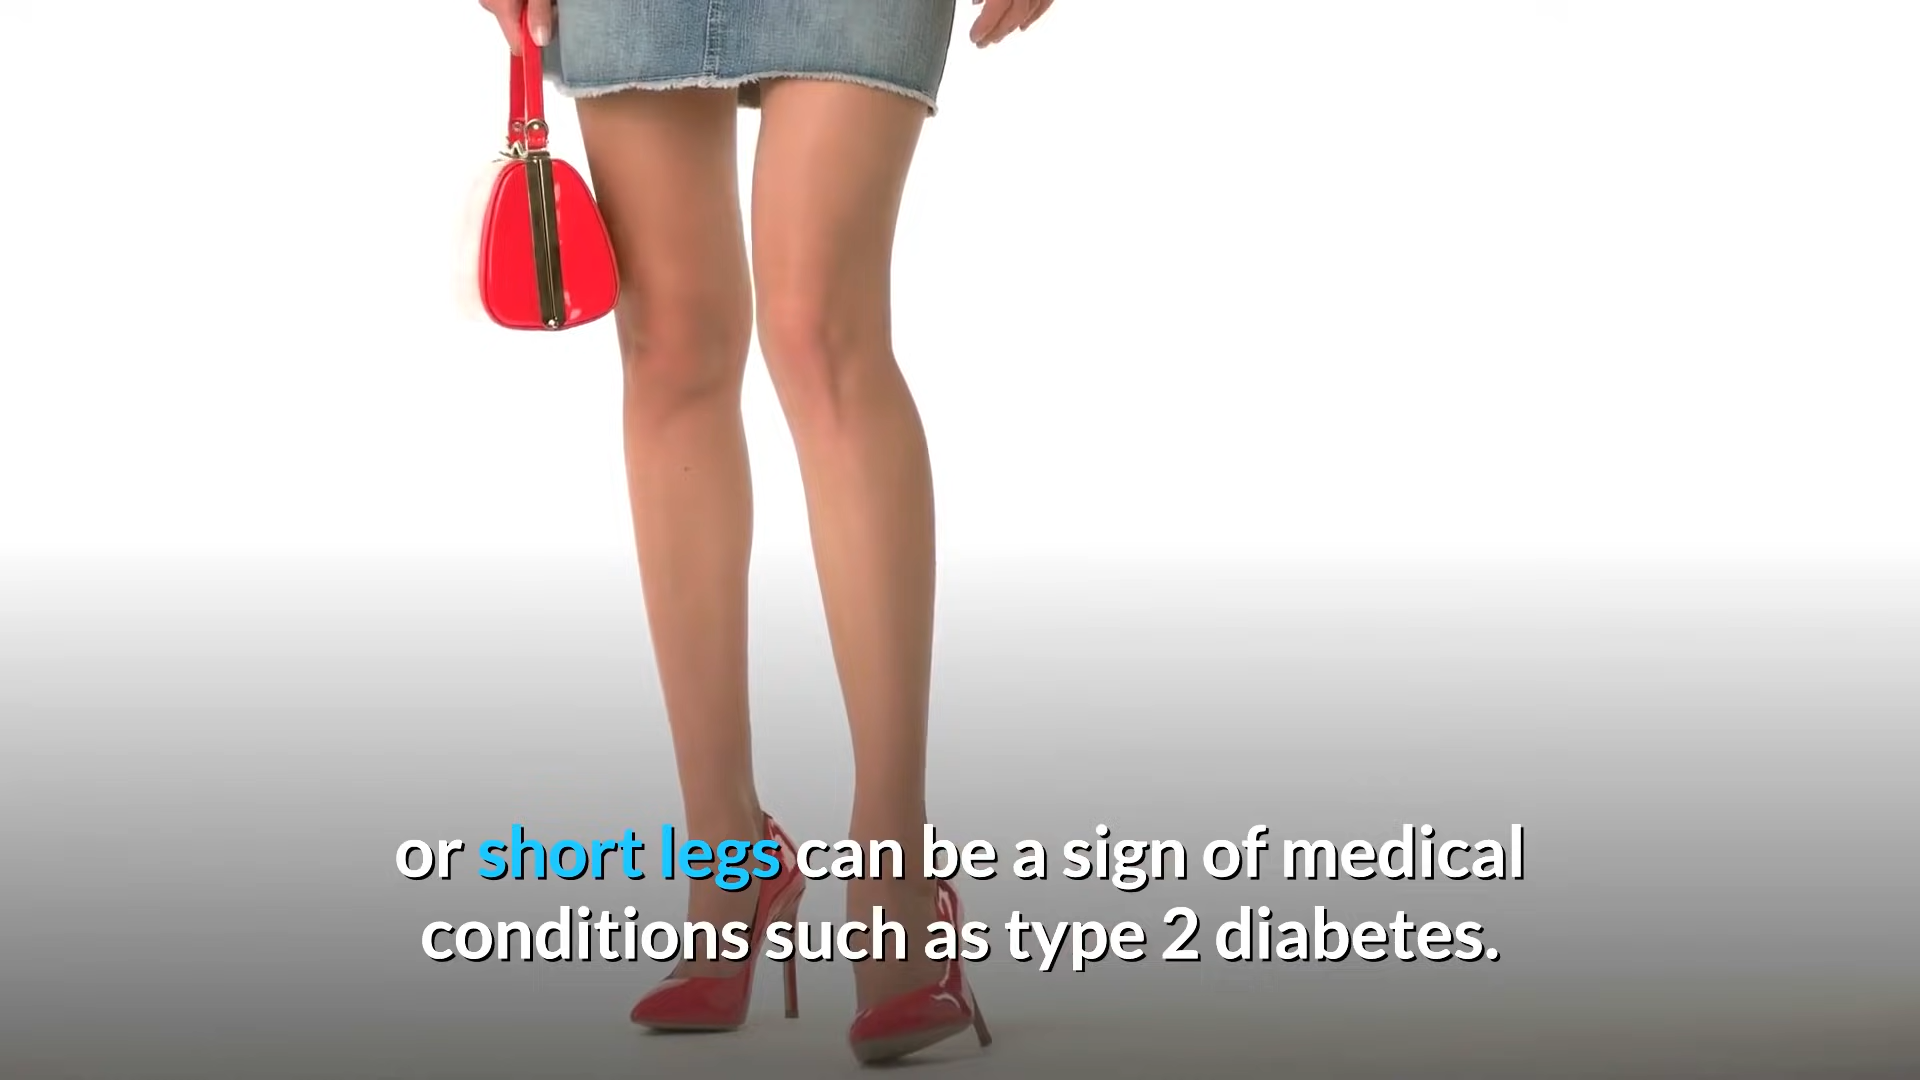 or short legs can be a sign of medical
conditions such as type 2 diabetes.